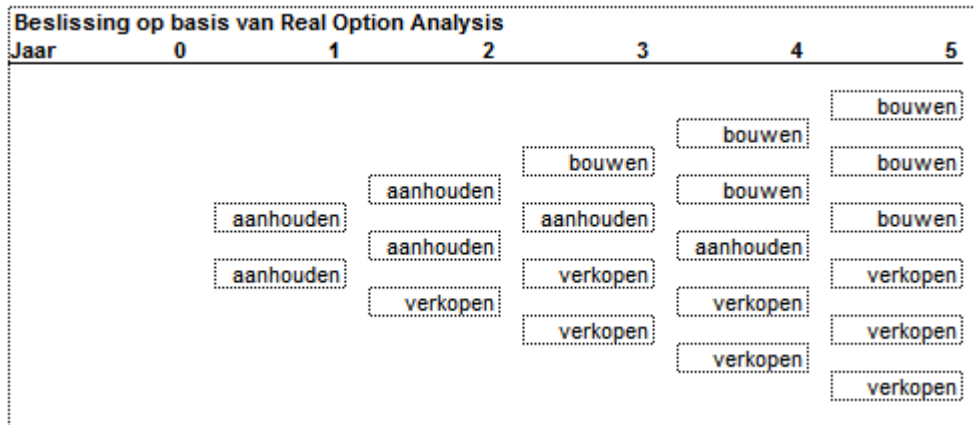 Beslissing op basis van Real Option Analysis
Jaar 0 1 2 3 4 5
bouwen
bouwen
bouwen bouwen
aanhouden bouwen
aanhouden aanhouden bouwen
aanhouden aanhouden
aanhouden verkopen verkopen
verkopen verkopen
verkopen verkopen
verkopen
verkopen